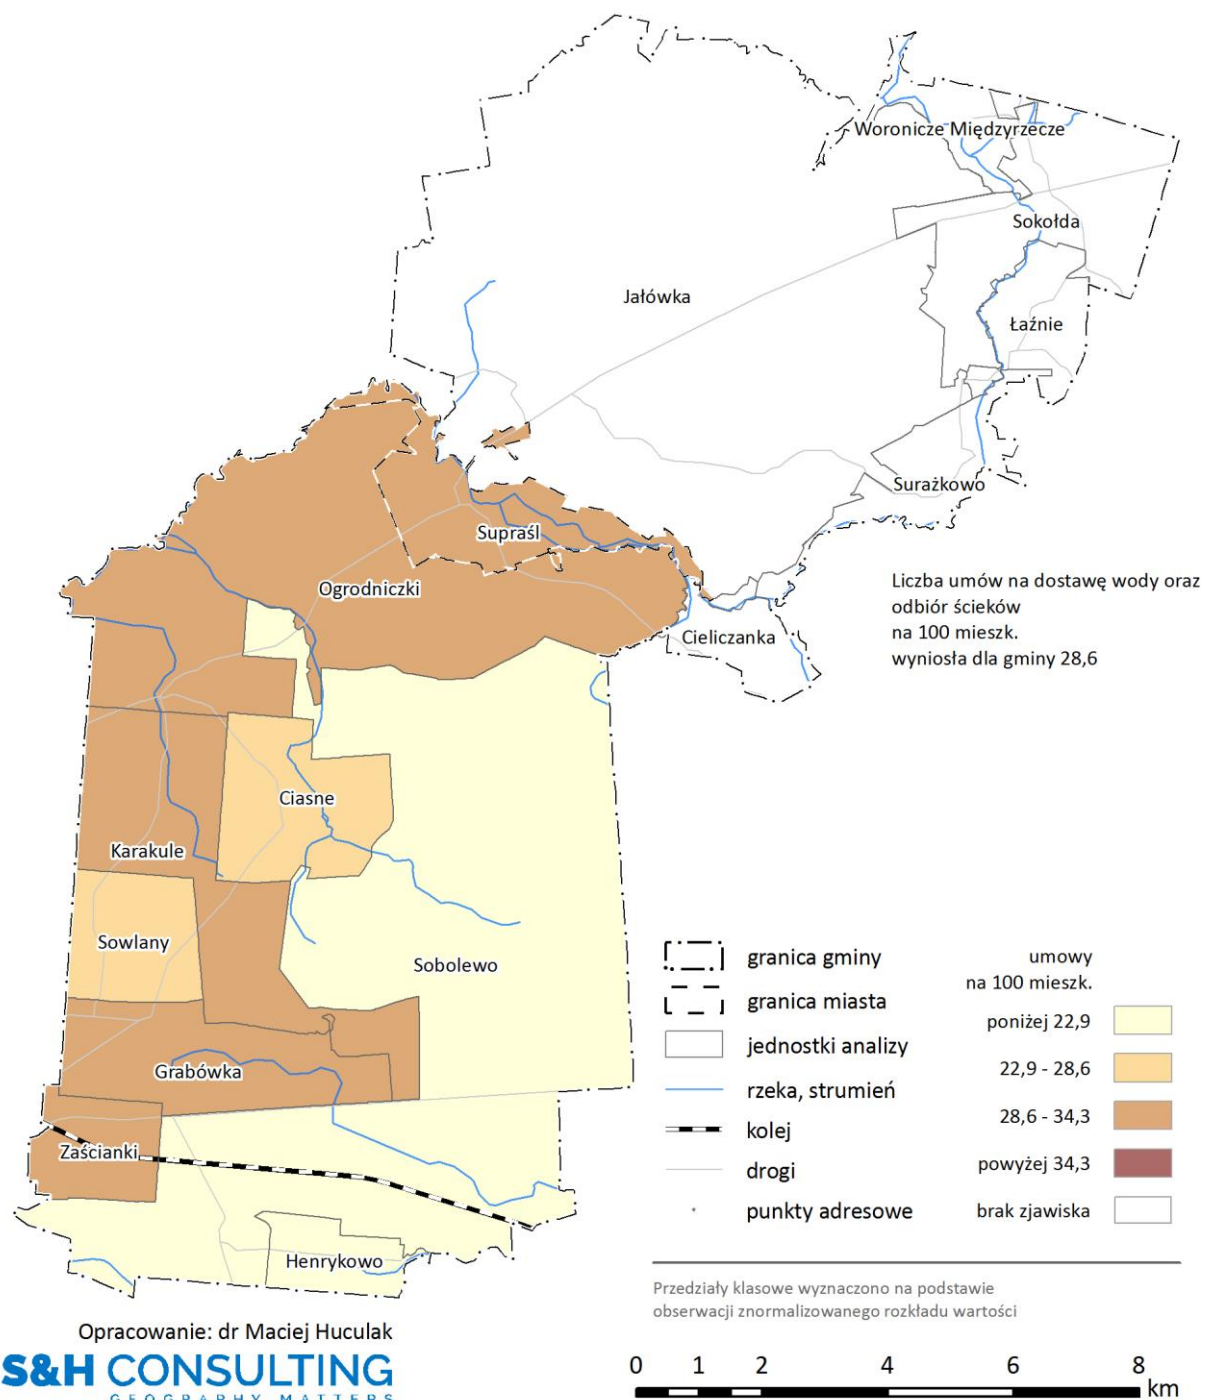 Woronicze Międzyrzecze
Sokołda
Jałówka
Łaźnie
Surażkowo
Supraśl
Ogrodniczki
Cieliczanka
Liczba umów na dostawę wody oraz
odbiór ścieków
na 100 mieszk.
wyniosła dla gminy 28,6
Ciasne
Karakule
Sowlany
Sobolewo
Grabówka
Zaścianki
Henrykowo
granica gminy
granica miasta
jednostki analizy
rzeka, strumień
kolej
drogi
punkty adresowe
umowy
na 100 mieszk.
poniżej 22,9
22,9 - 28,6
28,6 - 34,3
powyżej 34,3
brak zjawiska
Przedziały klasowe wyznaczono na podstawie
obserwacji znormalizowanego rozkładu wartości
Opracowanie: dr Maciej Huculak
S&H CONSULTING
GEOGRAPHY MATTERS
0 1 2 4 6 8
km